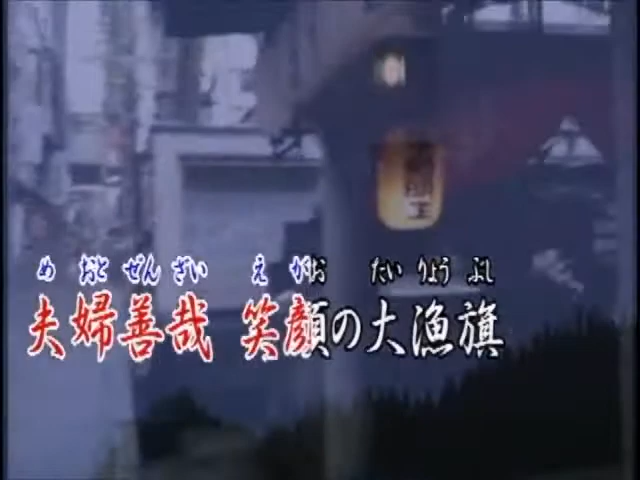 め おと ぜん ざい え がお たい りょう ぶし
夫婦善哉 笑顔の大漁旗